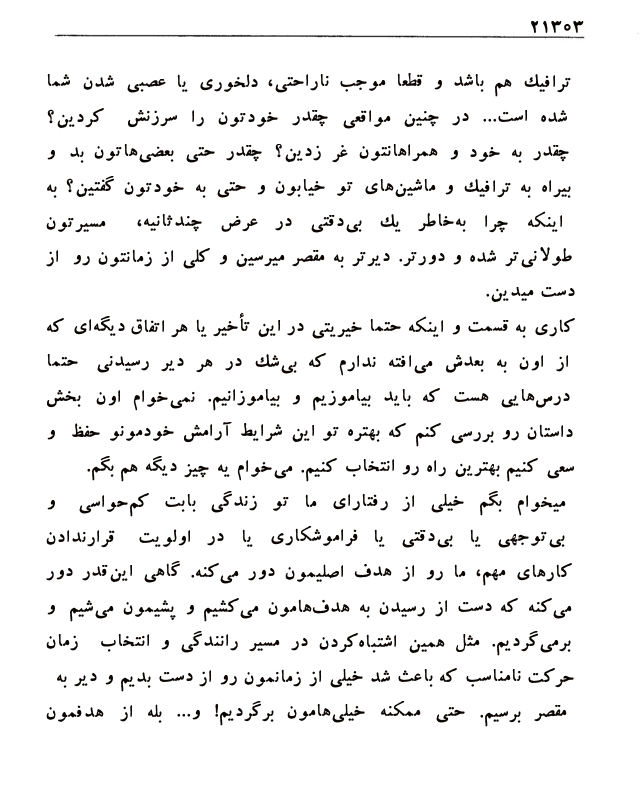 ۲۱۳۰۳
ترافیك هم باشد و قطعا موجب ناراحتی، دلخوری یا عصبی شدن شما
شده است... در چنین مواقعی چقدر خودتون را سرزنش کردین؟
چقدر به خود و همراهانتون غر زدین؟ چقدر حتی بعضی‌هاتون بد و
بیراه به ترافیك و ماشین‌های تو خیابون و حتی به خودتون گفتین؟ به
اینکه چرا به‌خاطر یك بی‌دقتی در عرض چندثانیه، مسیرتون
طولانی‌تر شده و دورتر. دیرتر به مقصر میرسین و کلی از زمانتون رو از
دست میدین.
کاری به قسمت و اینکه حتما خیریتی در این تأخیر یا هر اتفاق دیگه‌ای که
از اون به بعدش می‌افته ندارم که بی‌شك در هر دیر رسیدنی حتما
درس‌هایی هست که باید بیاموزیم و بیاموزانیم. نمی‌خوام اون بخش
داستان رو بررسی کنم که بهتره تو این شرایط آرامش خودمونو حفظ و
سعی کنیم بهترین راه رو انتخاب کنیم. می‌خوام یه چیز دیگه هم بگم.
میخوام بگم خیلی از رفتارای ما تو زندگی بابت کم‌حواسی و
بی‌توجهی یا بی‌دقتی یا فراموشکاری یا در اولویت قرارندادن
کارهای مهم، ما رو از هدف اصلیمون دور می‌کنه. گاهی این‌قدر دور
می‌کنه که دست از رسیدن به هدف‌هامون می‌کشیم و پشیمون می‌شیم و
برمی‌گردیم. مثل همین اشتباه‌کردن در مسیر رانندگی و انتخاب زمان
حرکت نامناسب که باعث شد خیلی از زمانمون رو از دست بدیم و دیر به
مقصر برسیم. حتی ممکنه خیلی‌هامون برگردیم! و... بله از هدفمون